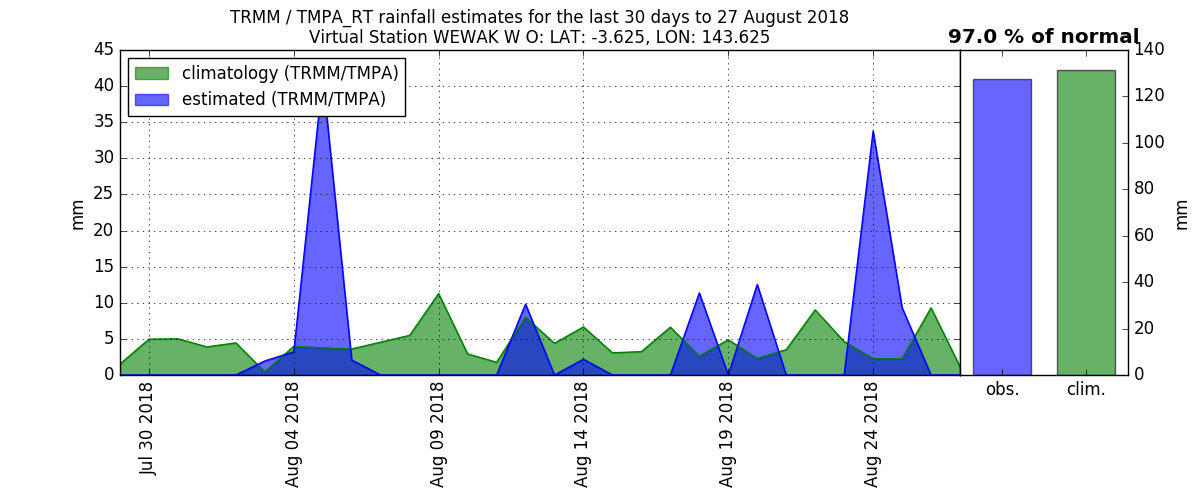 TRMM / TMPA_RT rainfall estimates for the last 30 days to 27 August 2018
Virtual Station WEWAK W O: LAT: -3.625, LON: 143.625
97.0 % of normal
climatology (TRMM/TMPA)
estimated (TRMM/TMPA)
45
40
35
30
25
20
15
10
5
0
mm
Jul 30 2018
Aug 04 2018
Aug 09 2018
Aug 14 2018
Aug 19 2018
Aug 24 2018
obs.
clim.
140
120
100
80
60
40
20
0
mm